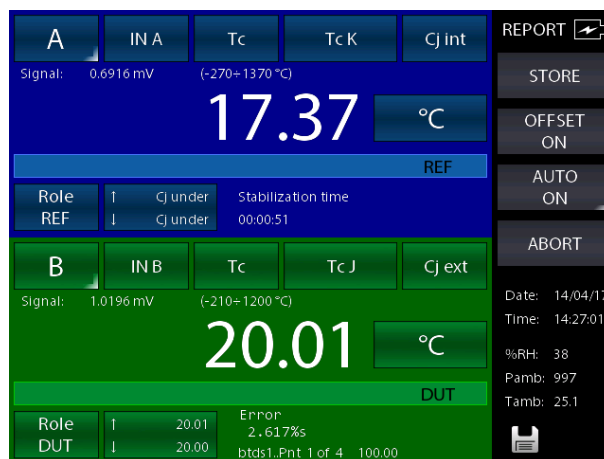 A IN A Tc Tc K Cj int
Signal: 0.6916 mV (-270÷1370 °C)
17.37 °C
REF
Role REF ↑ Cj under Stabilization time
↓ Cj under 00:00:51
B IN B Tc Tc J Cj ext
Signal: 1.0196 mV (-210÷1200 °C)
20.01 °C
DUT
Role DUT ↑ 20.01 Error
2.617%s
↓ 20.00 btds1..Pnt 1 of 4 100.00
REPORT
STORE
OFFSET
ON
AUTO
ON
ABORT
Date: 14/04/17
Time: 14:27:01
%RH: 38
Pamb: 997
Tamb: 25.1